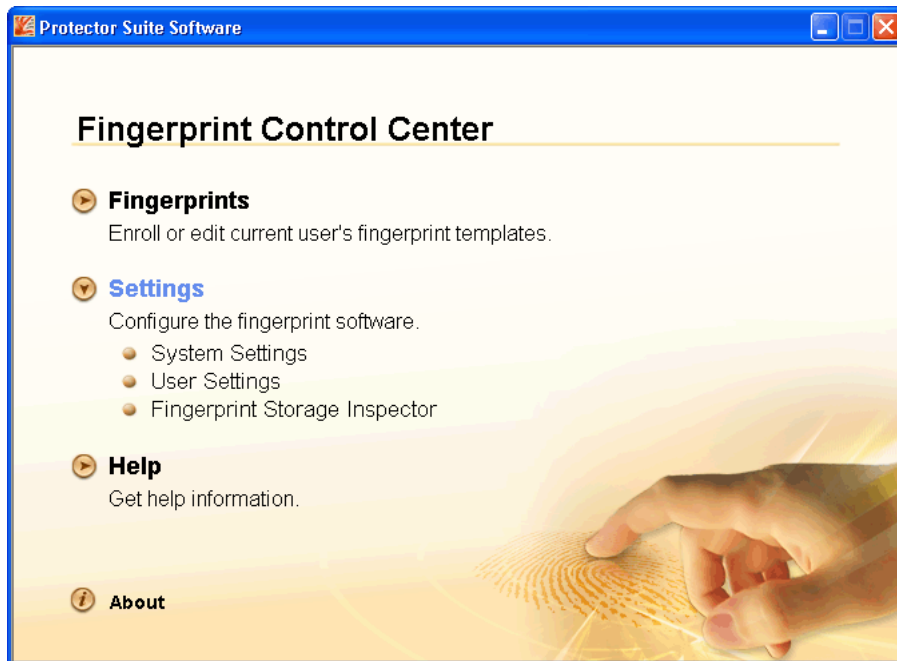 Protector Suite Software
Fingerprint Control Center
Fingerprints
Enroll or edit current user's fingerprint templates.
Settings
Configure the fingerprint software.
System Settings
User Settings
Fingerprint Storage Inspector
Help
Get help information.
About